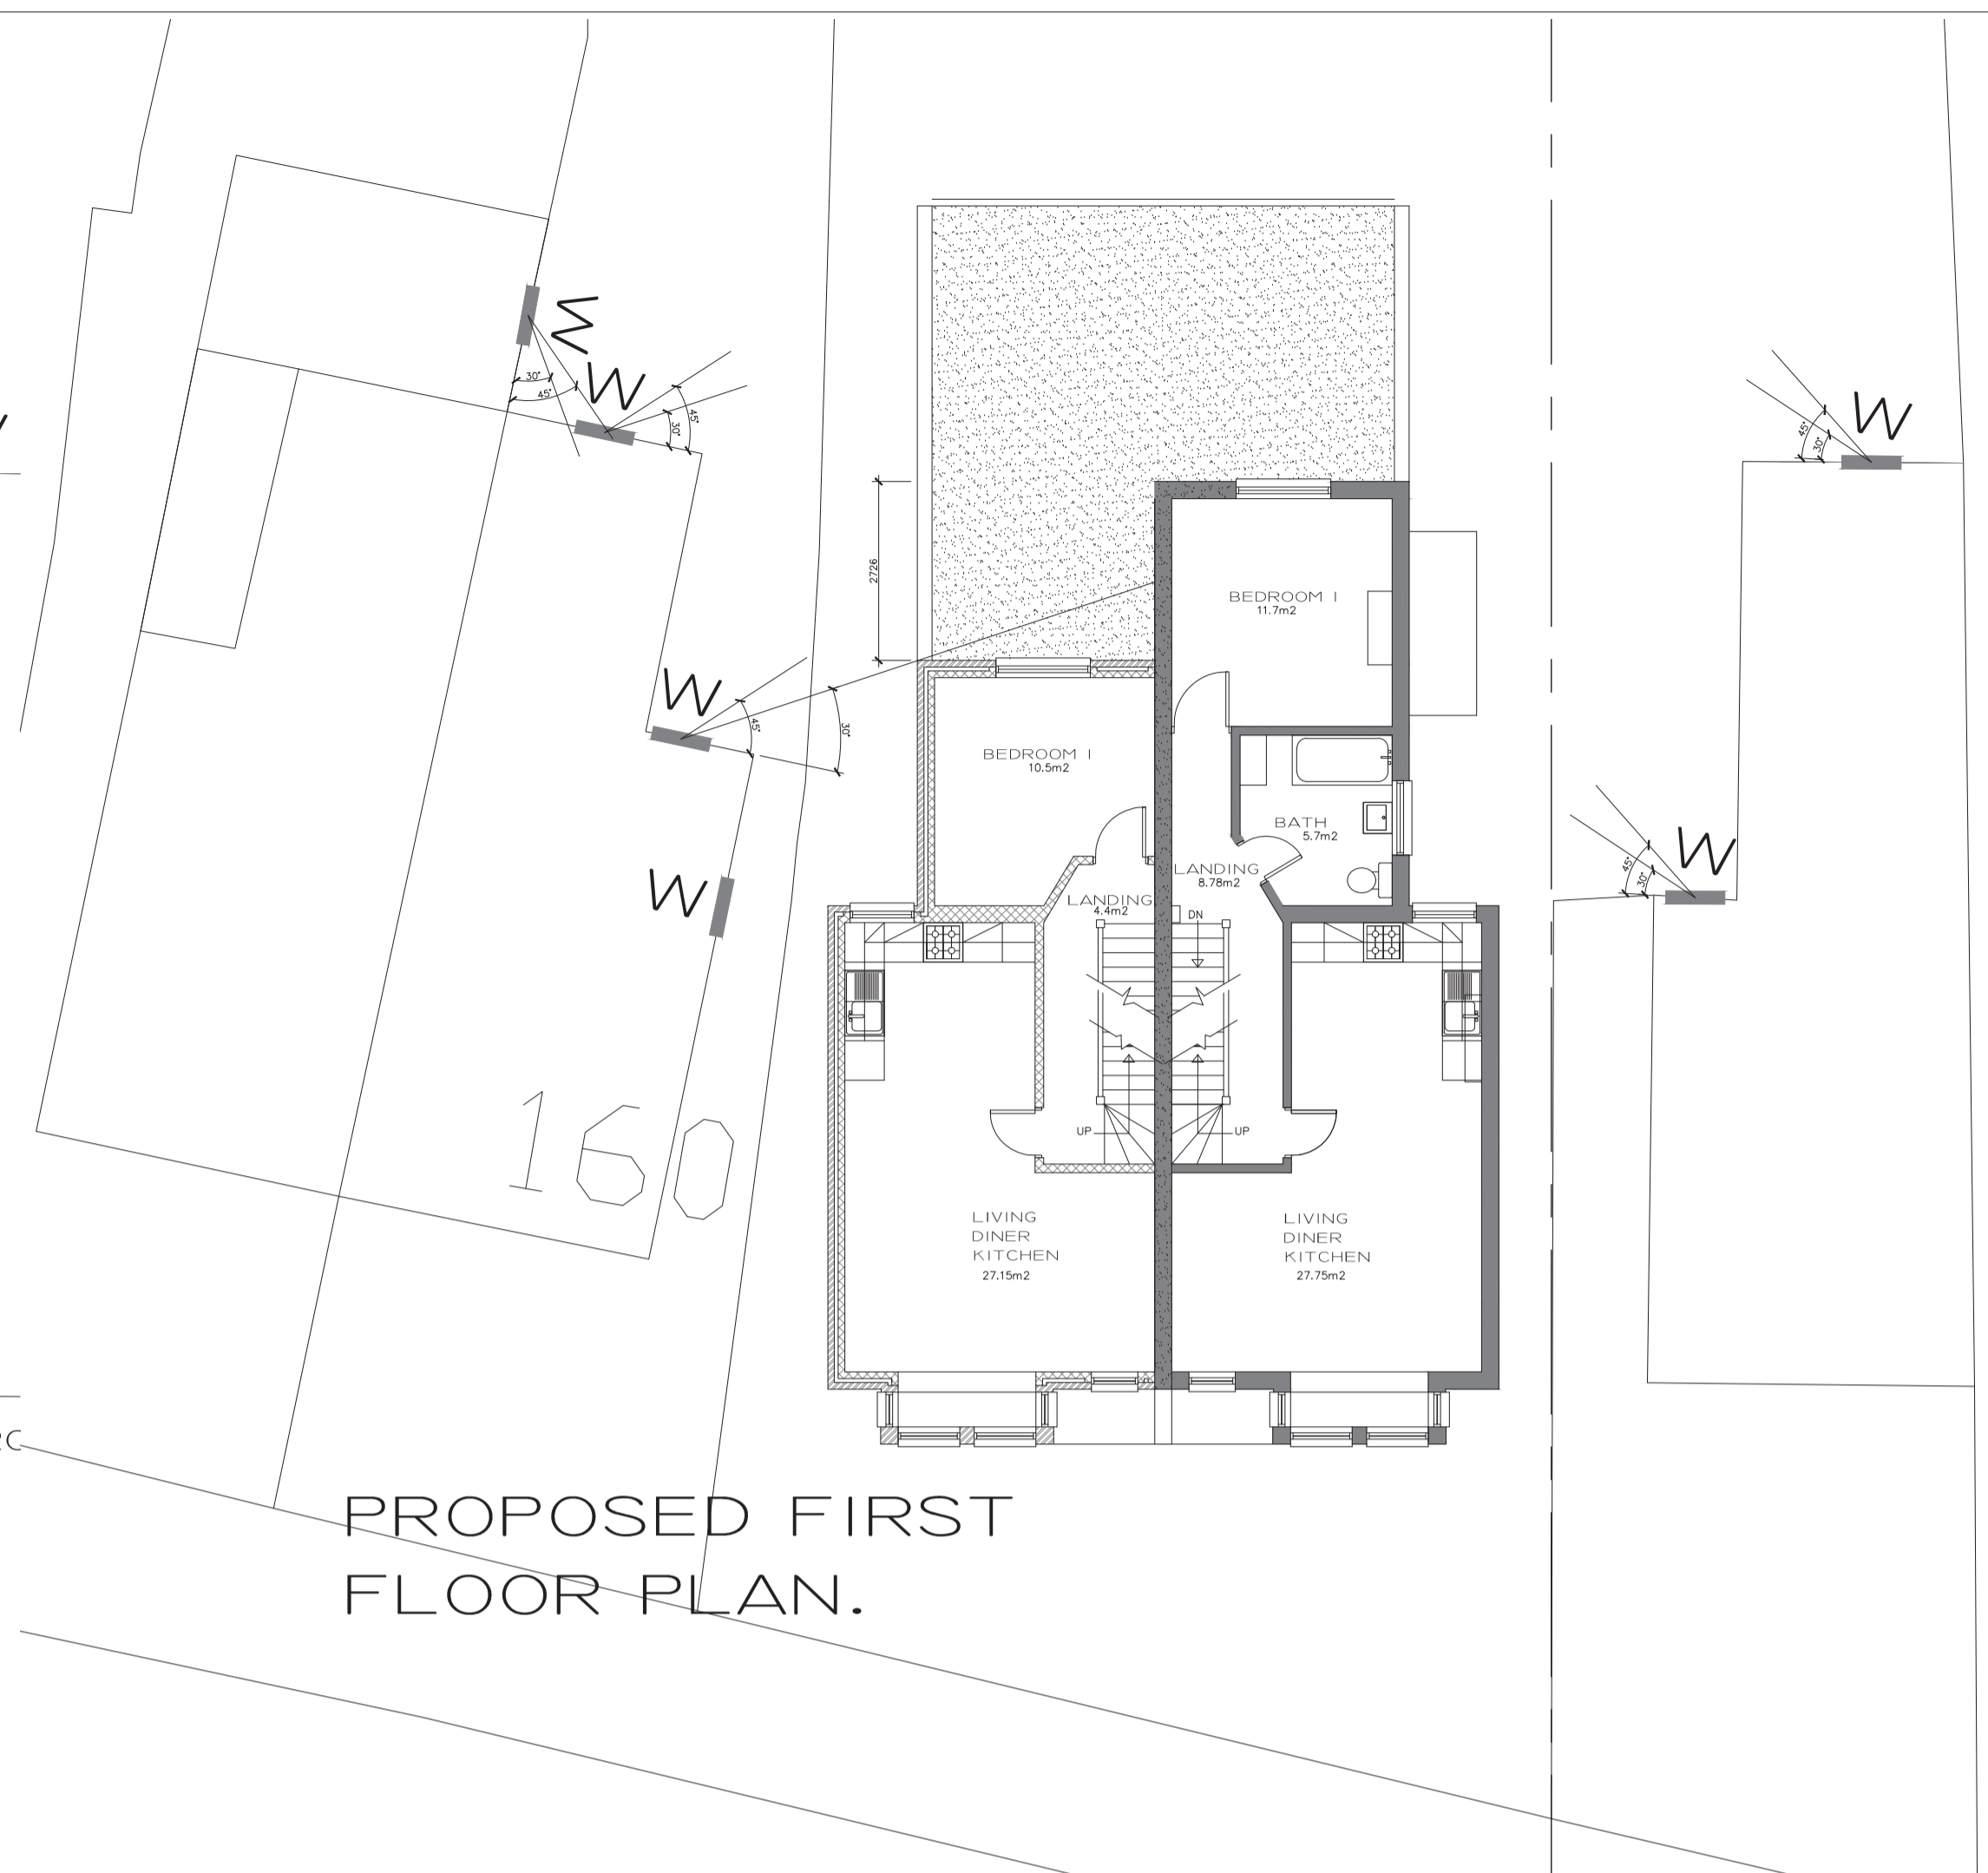 W
W
30°
45°
45°
30°
W
45°
30°
2726
BEDROOM 1
11.7m2
W
45°
30°
BEDROOM 1
10.5m2
BATH
5.7m2
W
45°
30°
W
LANDING
8.78m2
LANDING
4.4m2
DN
UP
UP
160
LIVING
DINER
KITCHEN
27.15m2
LIVING
DINER
KITCHEN
27.75m2
PROPOSED FIRST
FLOOR PLAN.